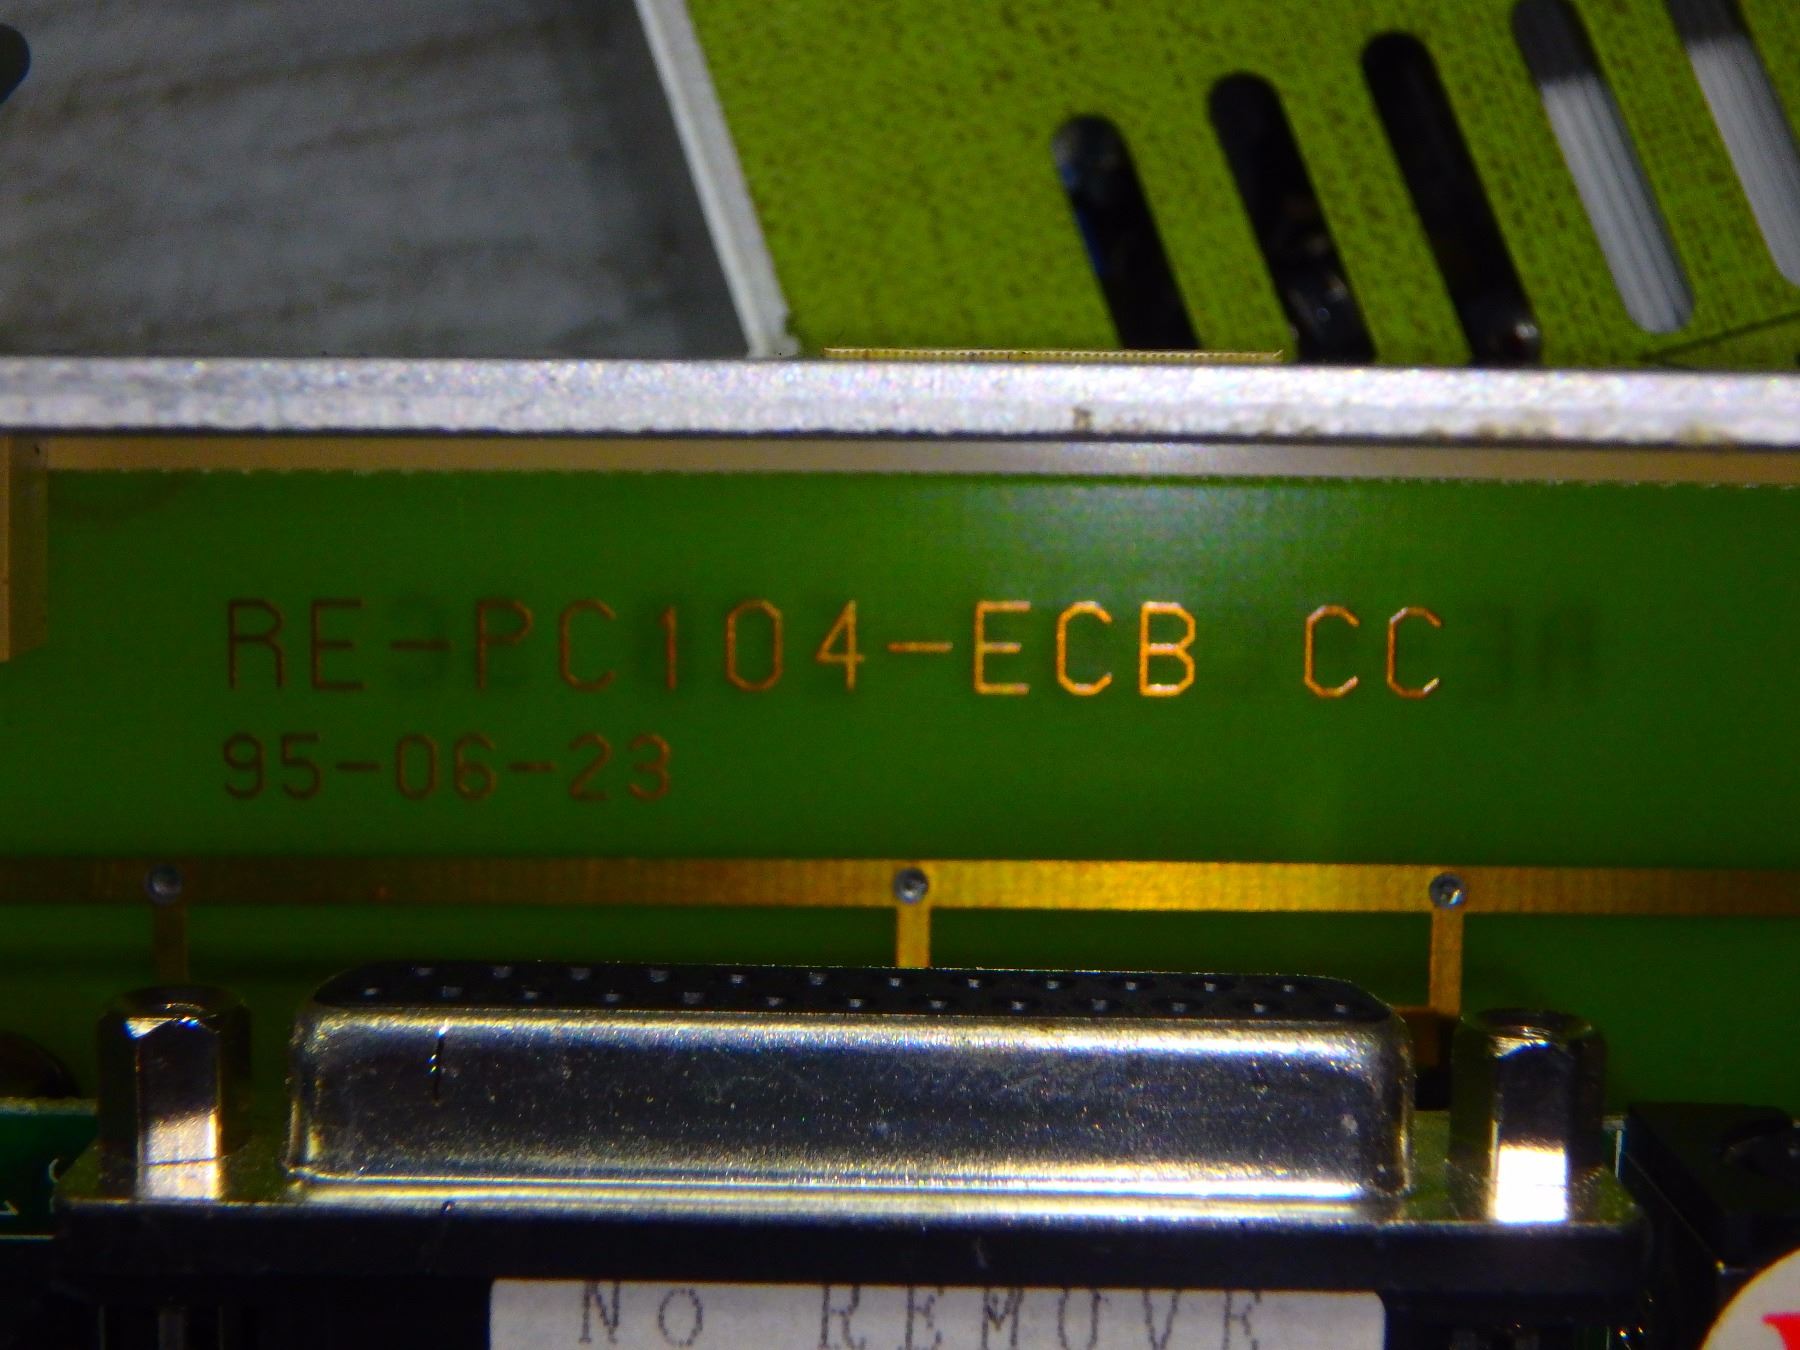 RE-PC104-ECB CC
95-06-23
No REMOVE